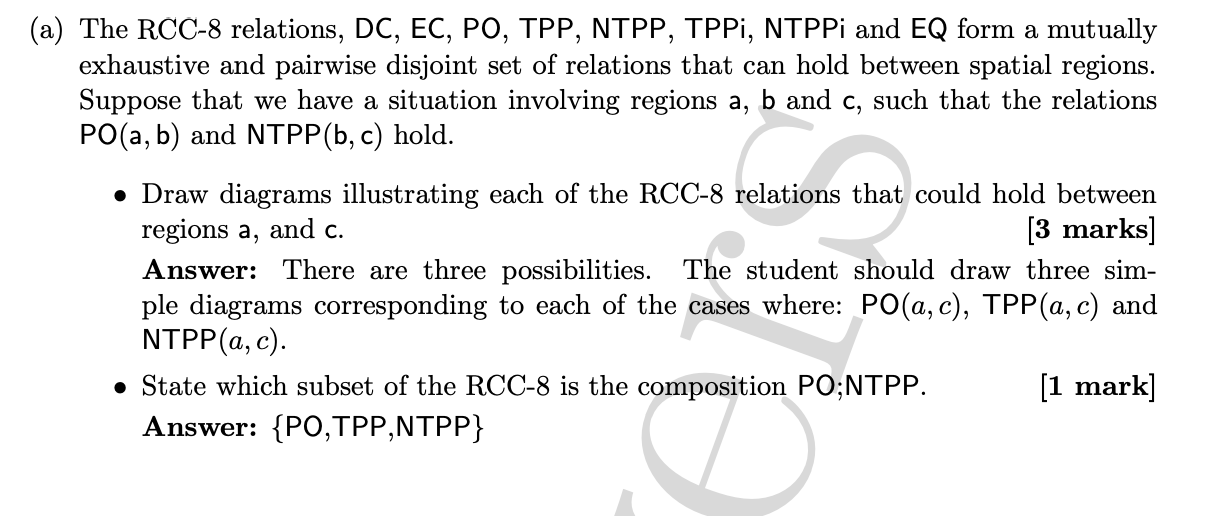 (a) The RCC-8 relations, DC, EC, PO, TPP, NTPP, TPPi, NTPPi and EQ form a mutually
exhaustive and pairwise disjoint set of relations that can hold between spatial regions.
Suppose that we have a situation involving regions a, b and c, such that the relations
PO(a, b) and NTPP(b, c) hold.
• Draw diagrams illustrating each of the RCC-8 relations that could hold between
regions a, and c. [3 marks]
Answer: There are three possibilities. The student should draw three sim-
ple diagrams corresponding to each of the cases where: PO(a, c), TPP(a, c) and
NTPP(a, c).
• State which subset of the RCC-8 is the composition PO;NTPP. [1 mark]
Answer: {PO,TPP,NTPP}
ers